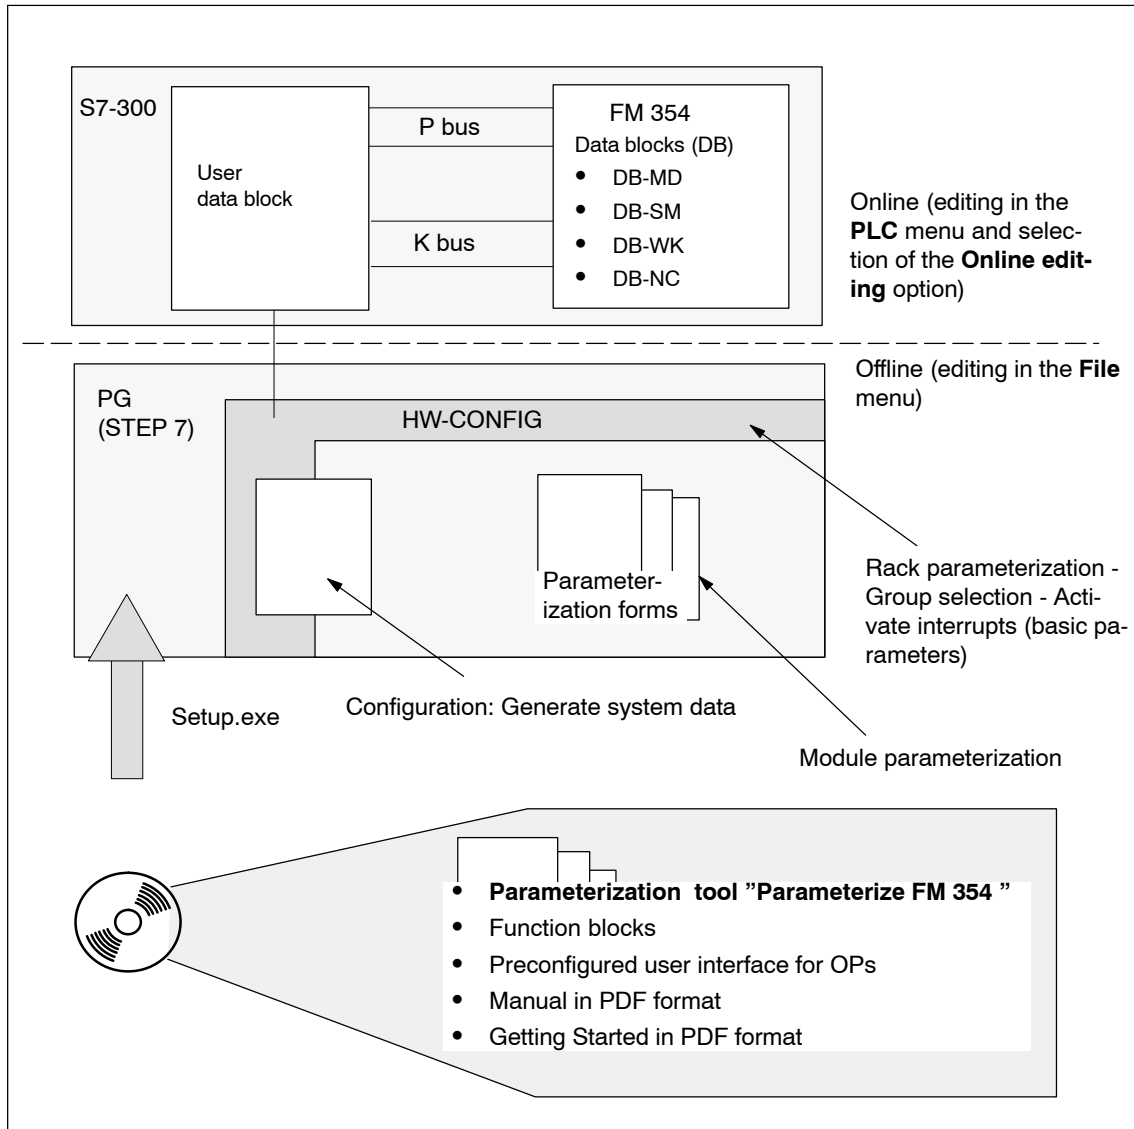 S7-300
User
data block
P bus
K bus
FM 354
Data blocks (DB)
• DB-MD
• DB-SM
• DB-WK
• DB-NC
Online (editing in the
PLC menu and selec-
tion of the Online edit-
ing option)
Offline (editing in the File
menu)
PG
(STEP 7)
HW-CONFIG
Parameter-
ization forms
Rack parameterization -
Group selection - Acti-
vate interrupts (basic pa-
rameters)
Setup.exe
Configuration: Generate system data
Module parameterization
• Parameterization tool ”Parameterize FM 354 ”
• Function blocks
• Preconfigured user interface for OPs
• Manual in PDF format
• Getting Started in PDF format